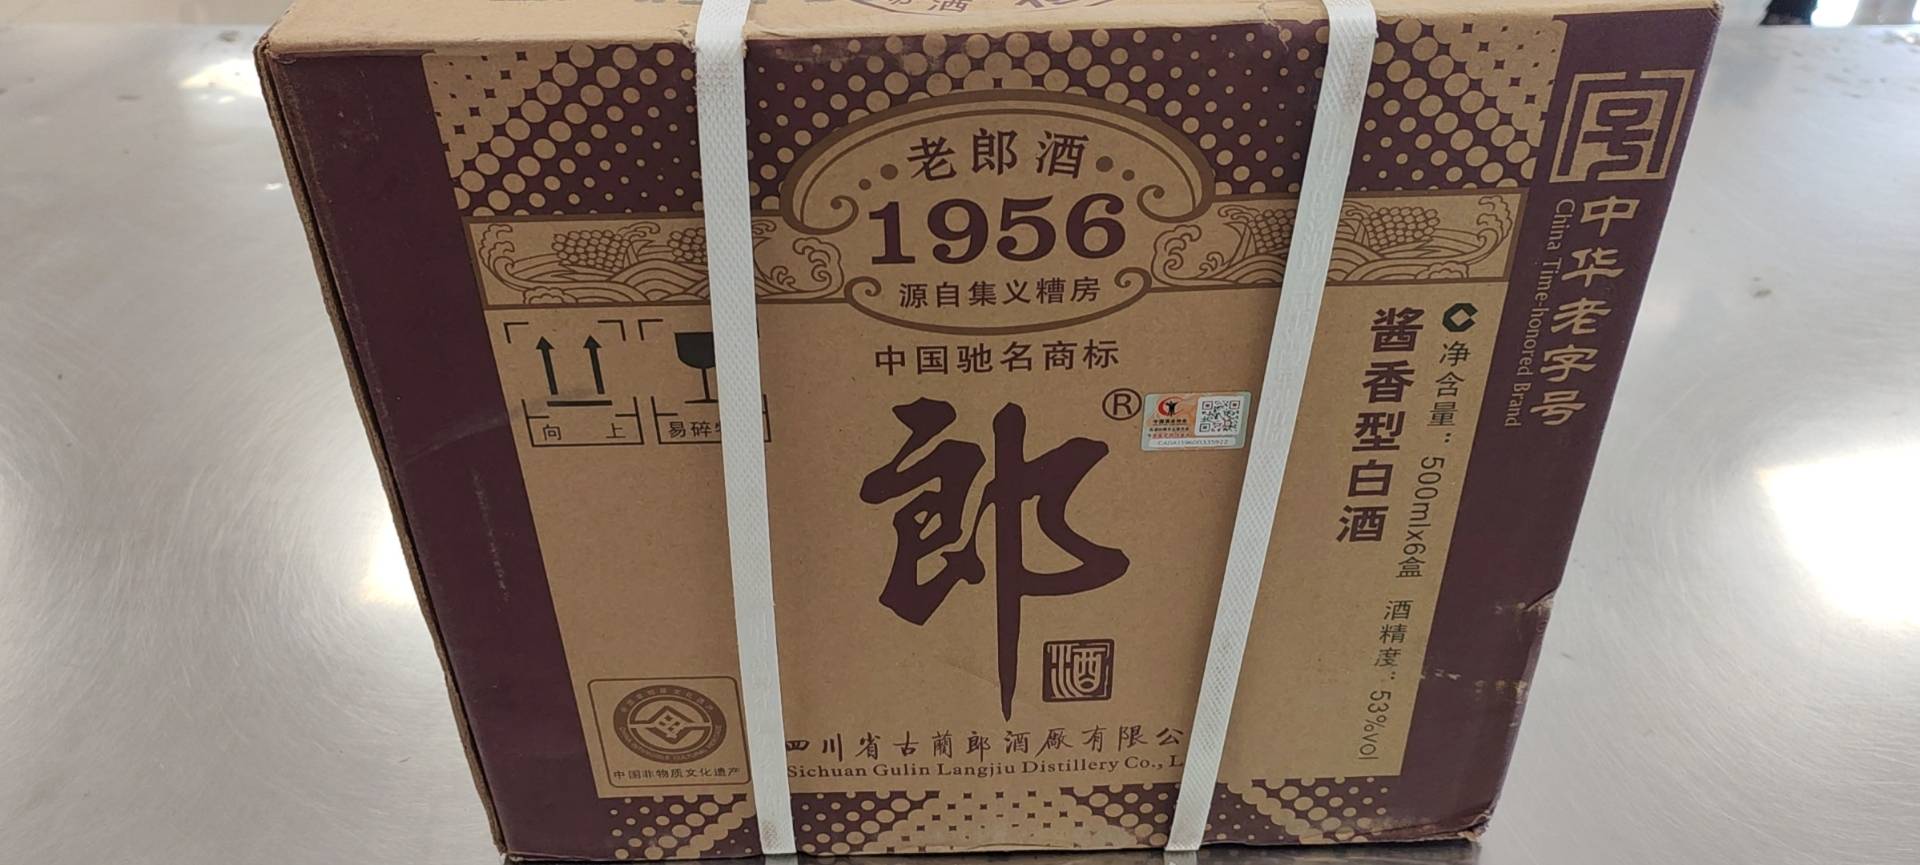 老郎酒
1956
源自集义糟房
中国驰名商标
郎
®
酒
四川省古蔺郎酒厰有限公
Sichuan Gulin Langjiu Distillery Co., L
向上
易碎
中国非物质文化遗产
酱香型白酒
净含量：500mlx6盒 酒精度：53%vol
中华老字号
China Time-honored Brand